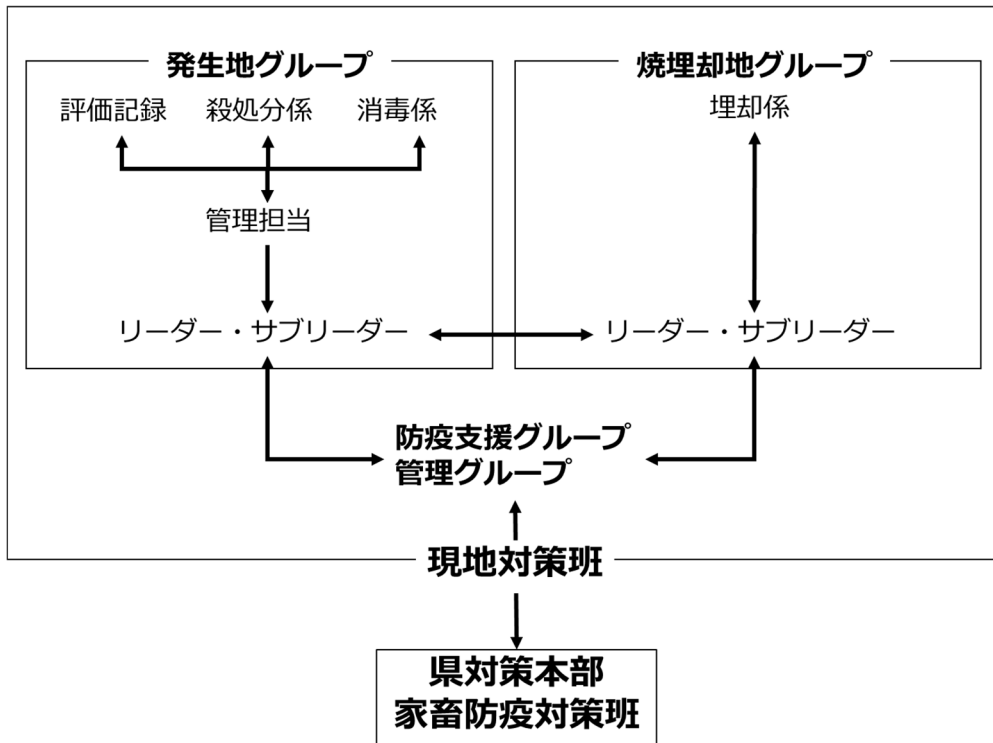 発生地グループ
評価記録 殺処分係 消毒係
管理担当
リーダー・サブリーダー
焼埋却地グループ
埋却係
リーダー・サブリーダー
防疫支援グループ
管理グループ
現地対策班
県対策本部
家畜防疫対策班